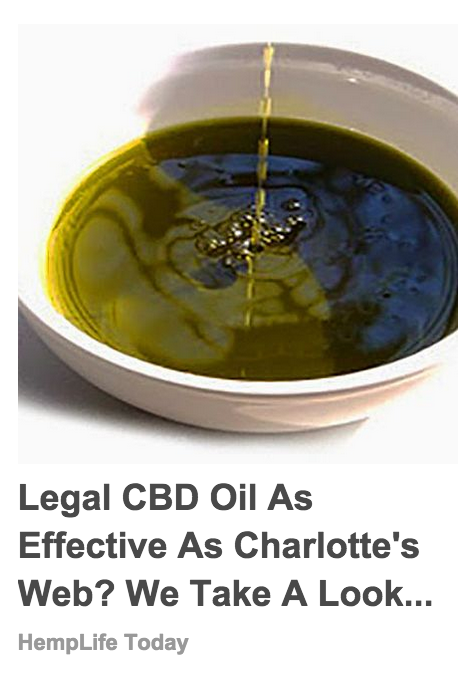 Legal CBD Oil As
Effective As Charlotte's
Web? We Take A Look...
HempLife Today